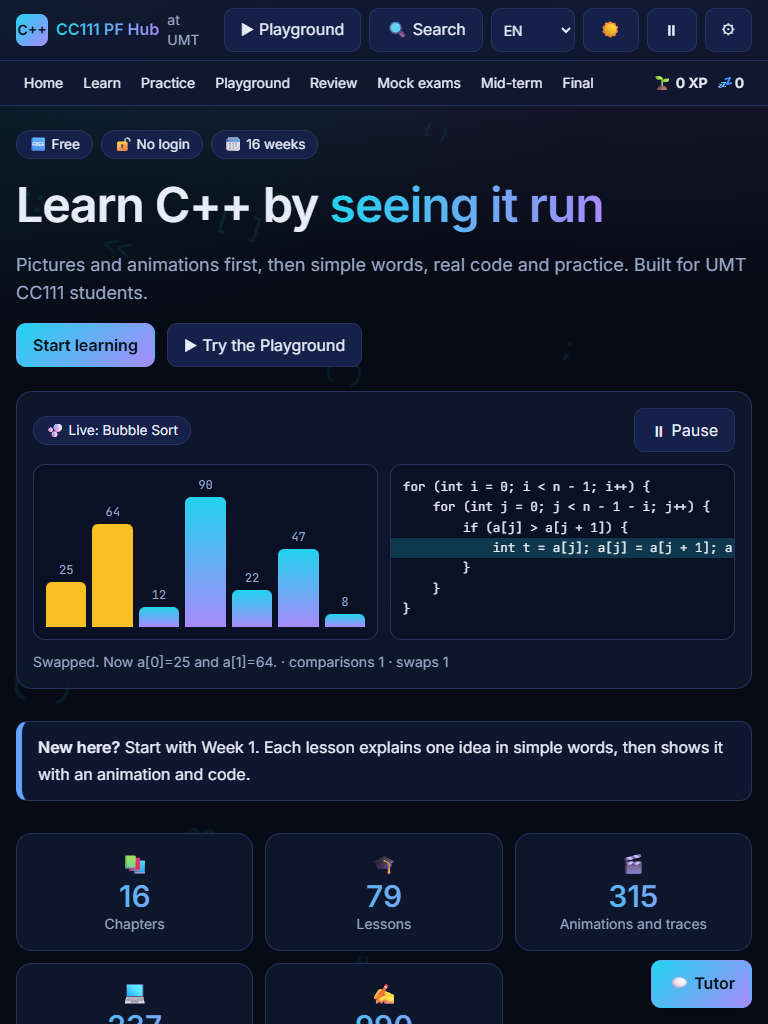 C++ CC111 PF Hub at UMT ▶ Playground 🔍 Search EN
Home Learn Practice Playground Review Mock exams Mid-term Final 0 XP 0
Free No login 16 weeks
Learn C++ by seeing it run
Pictures and animations first, then simple words, real code and practice. Built for UMT
CC111 students.
Start learning ▶ Try the Playground
Live: Bubble Sort Pause
25 64 12 90 22 47 8
for (int i = 0; i < n - 1; i++) {
for (int j = 0; j < n - 1 - i; j++) {
if (a[j] > a[j + 1]) {
int t = a[j]; a[j] = a[j + 1]; a
}
}
}
Swapped. Now a[0]=25 and a[1]=64. · comparisons 1 · swaps 1
New here? Start with Week 1. Each lesson explains one idea in simple words, then shows it
with an animation and code.
16 79 315
Chapters Lessons Animations and traces
Tutor